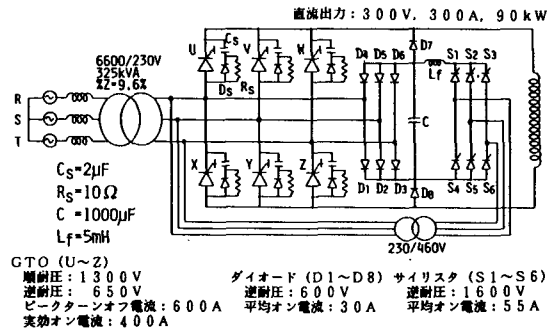 直流出力：300V，300A，90kW
Cs
D7
U
V
W
D4 D5 D6
S1 S2 S3
6600/230V
325kVA
%Z=9.6%
Lf
Ds
Rs
R
S
T
C
X
Y
Z
D1 D2 D3
D8
S4 S5 S6
Cs=2μF
Rs=10Ω
C =1000μF
Lf=5mH
230/460V
GTO (U～Z)
順耐圧：1300V
逆耐圧： 650V
ピークターンオフ電流：600A
実効オン電流：400A
ダイオード (D1～D8)
逆耐圧：600V
平均オン電流：30A
サイリスタ (S1～S6)
逆耐圧：1600V
平均オン電流：55A